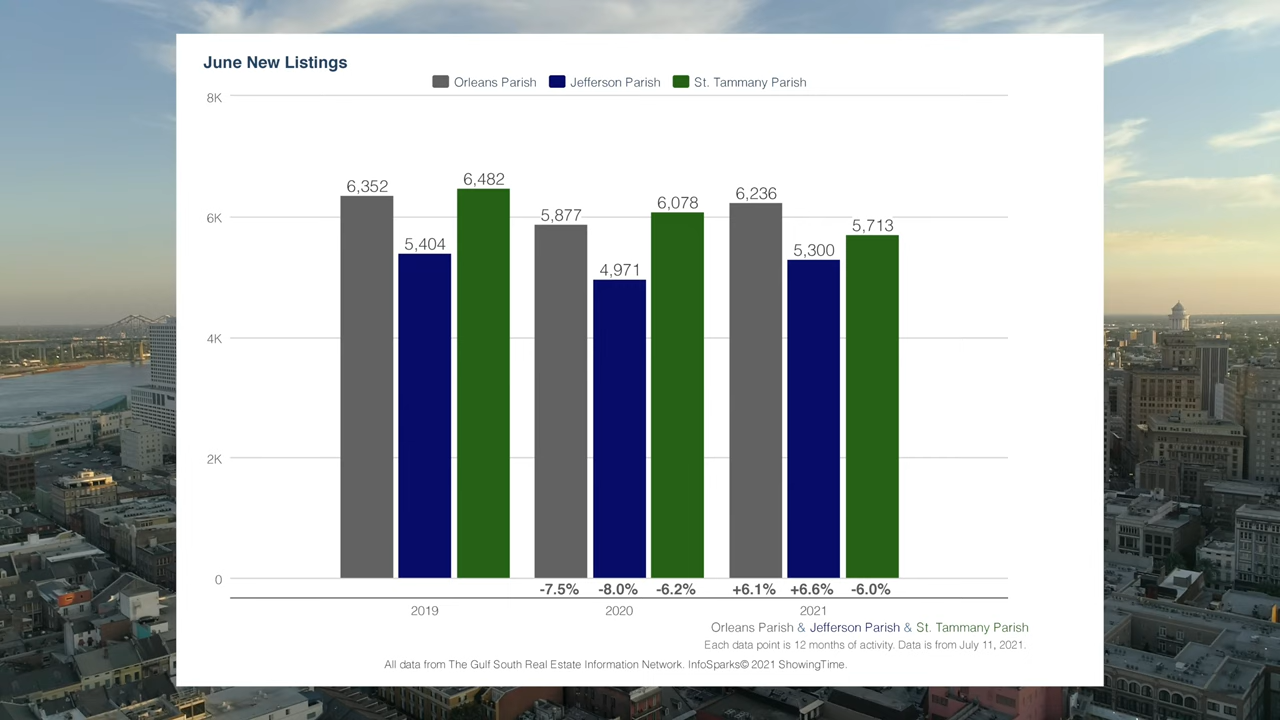 June New Listings
Orleans Parish Jefferson Parish St. Tammany Parish
8K
6,352 6,482 6,236
5,404 5,877 6,078 5,713
4,971 5,300
6K
4K
2K
0
-7.5% -8.0% -6.2% +6.1% +6.6% -6.0%
2019 2020 2021
Orleans Parish & Jefferson Parish & St. Tammany Parish
Each data point is 12 months of activity. Data is from July 11, 2021.
All data from The Gulf South Real Estate Information Network. InfoSparks© 2021 ShowingTime.